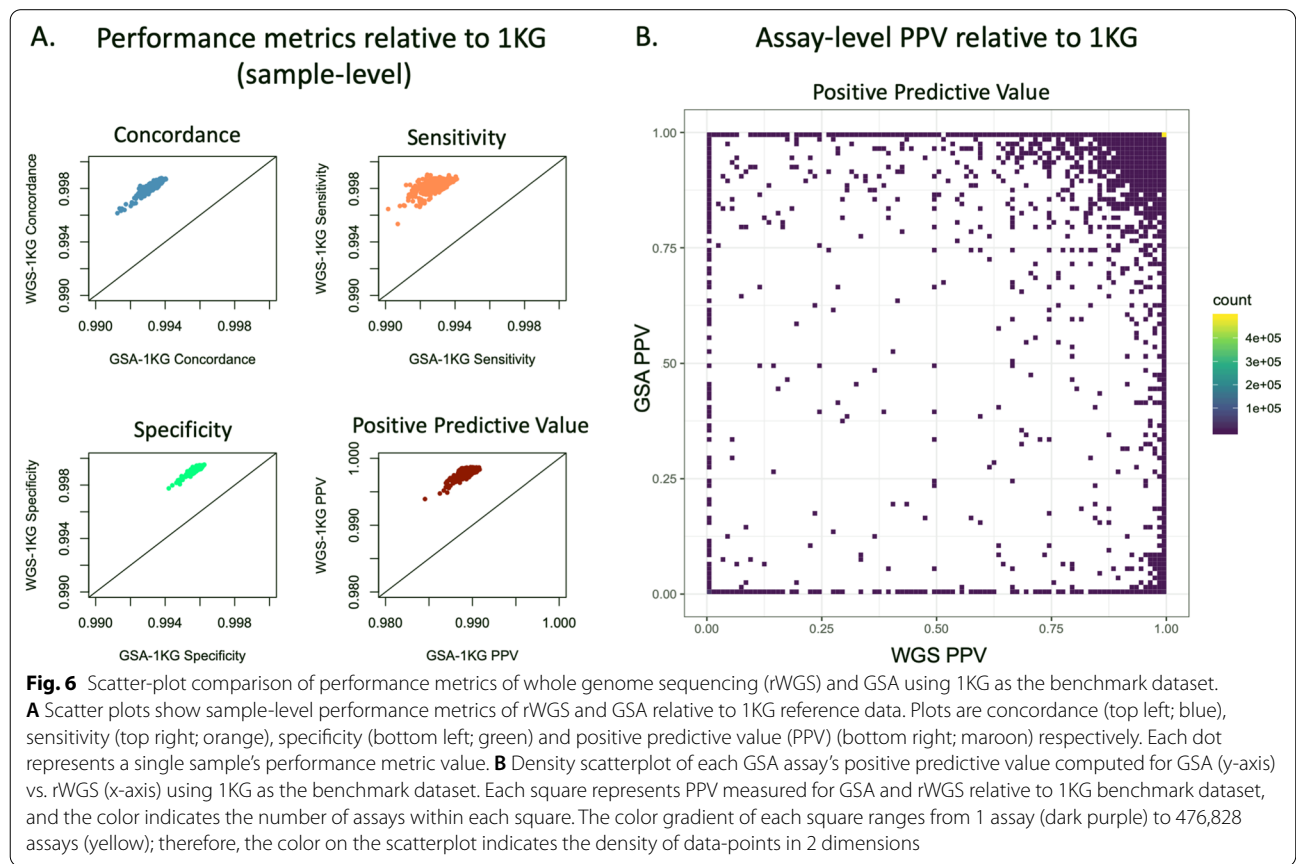 A. Performance metrics relative to 1KG
(sample-level)
Concordance
WGS-1KG Concordance
0.998
0.994
0.990
0.990 0.994 0.998
GSA-1KG Concordance
Sensitivity
WGS-1KG Sensitivity
0.998
0.994
0.990
0.990 0.994 0.998
GSA-1KG Sensitivity
Specificity
WGS-1KG Specificity
0.998
0.994
0.990
0.990 0.994 0.998
GSA-1KG Specificity
Positive Predictive Value
WGS-1KG PPV
1.000
0.990
0.980
0.980 0.990 1.000
GSA-1KG PPV
B. Assay-level PPV relative to 1KG
Positive Predictive Value
GSA PPV
1.00
0.75
.50
0.25
0.00
0.00 0.25 0.50 0.75 1.00
WGS PPV
count
4e+05
3e+05
2e+05
1e+05
Fig. 6 Scatter-plot comparison of performance metrics of whole genome sequencing (rWGS) and GSA using 1KG as the benchmark dataset.
A Scatter plots show sample-level performance metrics of rWGS and GSA relative to 1KG reference data. Plots are concordance (top left; blue),
sensitivity (top right; orange), specificity (bottom left; green) and positive predictive value (PPV) (bottom right; maroon) respectively. Each dot
represents a single sample's performance metric value. B Density scatterplot of each GSA assay's positive predictive value computed for GSA (y-axis)
vs. rWGS (x-axis) using 1KG as the benchmark dataset. Each square represents PPV measured for GSA and rWGS relative to 1KG benchmark dataset,
and the color indicates the number of assays within each square. The color gradient of each square ranges from 1 assay (dark purple) to 476,828
assays (yellow); therefore, the color on the scatterplot indicates the density of data-points in 2 dimensions